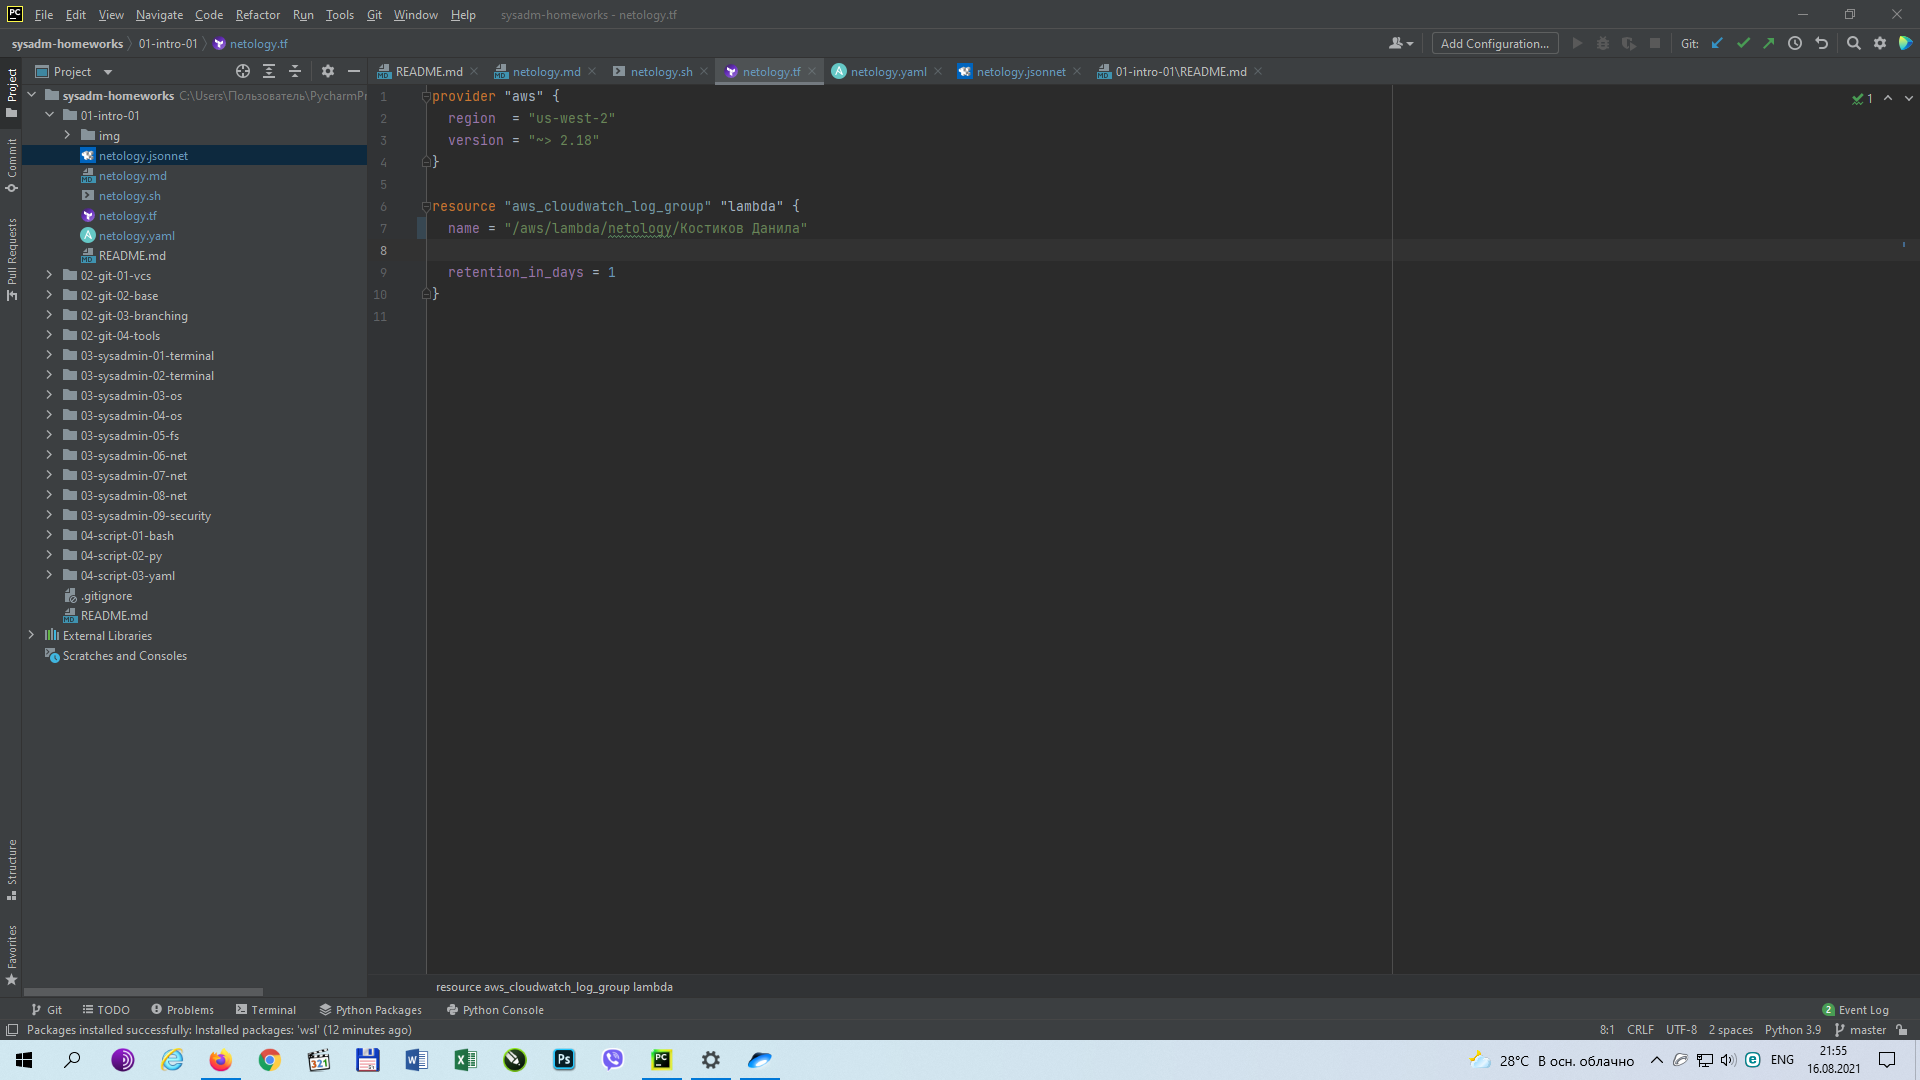 PC File Edit View Navigate Code Refactor Run Tools Git Window Help sysadm-homeworks - netology.tf
sysadm-homeworks 01-intro-01 netology.tf Add Configuration... Git:
Project README.md netology.md netology.sh netology.tf netology.yaml netology.jsonnet 01-intro-01\README.md
Project
Commit
Pull Requests
Structure
Favorites
sysadm-homeworks C:\Users\Пользователь\PycharmPr
01-intro-01
img
netology.jsonnet
netology.md
netology.sh
netology.tf
netology.yaml
README.md
02-git-01-vcs
02-git-02-base
02-git-03-branching
02-git-04-tools
03-sysadmin-01-terminal
03-sysadmin-02-terminal
03-sysadmin-03-os
03-sysadmin-04-os
03-sysadmin-05-fs
03-sysadmin-06-net
03-sysadmin-07-net
03-sysadmin-08-net
03-sysadmin-09-security
04-script-01-bash
04-script-02-py
04-script-03-yaml
.gitignore
README.md
External Libraries
Scratches and Consoles
1 provider "aws" {
2 region = "us-west-2"
3 version = "~> 2.18"
4 }
5
6 resource "aws_cloudwatch_log_group" "lambda" {
7 name = "/aws/lambda/netology/Костиков Данила"
8
9 retention_in_days = 1
10 }
11
1
resource aws_cloudwatch_log_group lambda
Git TODO Problems Terminal Python Packages Python Console 2 Event Log
Packages installed successfully: Installed packages: 'wsl' (12 minutes ago) 8:1 CRLF UTF-8 2 spaces Python 3.9 master
28°C В осн. облачно ENG 21:55
16.08.2021